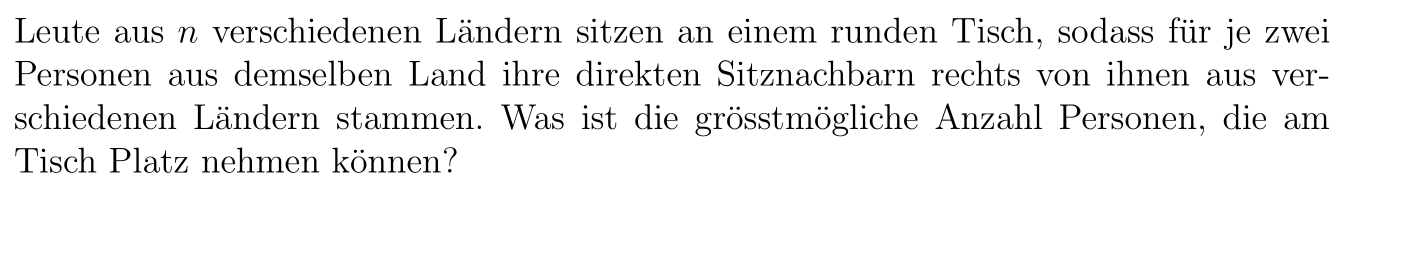 Leute aus n verschiedenen Ländern sitzen an einem runden Tisch, sodass für je zwei
Personen aus demselben Land ihre direkten Sitznachbarn rechts von ihnen aus ver-
schiedenen Ländern stammen. Was ist die grösstmögliche Anzahl Personen, die am
Tisch Platz nehmen können?